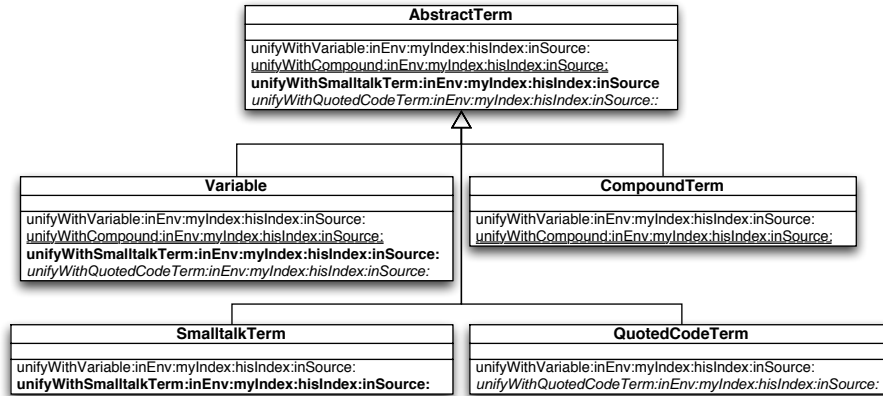 AbstractTerm
unifyWithVariable:inEnv:myIndex:hisIndex:inSource:
unifyWithCompound:inEnv:myIndex:hisIndex:inSource:
unifyWithSmalltalkTerm:inEnv:myIndex:hisIndex:inSource
unifyWithQuotedCodeTerm:inEnv:myIndex:hisIndex:inSource::
Variable
unifyWithVariable:inEnv:myIndex:hisIndex:inSource:
unifyWithCompound:inEnv:myIndex:hisIndex:inSource:
unifyWithSmalltalkTerm:inEnv:myIndex:hisIndex:inSource:
unifyWithQuotedCodeTerm:inEnv:myIndex:hisIndex:inSource:
CompoundTerm
unifyWithVariable:inEnv:myIndex:hisIndex:inSource:
unifyWithCompound:inEnv:myIndex:hisIndex:inSource:
SmalltalkTerm
unifyWithVariable:inEnv:myIndex:hisIndex:inSource:
unifyWithSmalltalkTerm:inEnv:myIndex:hisIndex:inSource:
QuotedCodeTerm
unifyWithVariable:inEnv:myIndex:hisIndex:inSource:
unifyWithQuotedCodeTerm:inEnv:myIndex:hisIndex:inSource: